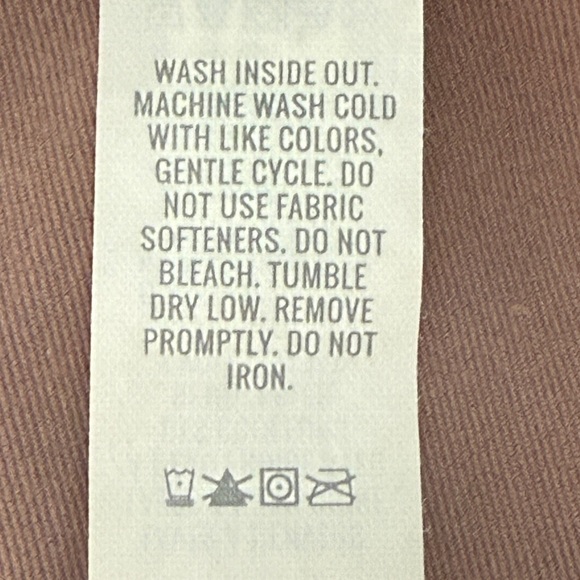 WASH INSIDE OUT.
MACHINE WASH COLD
WITH LIKE COLORS,
GENTLE CYCLE. DO
NOT USE FABRIC
SOFTENERS. DO NOT
BLEACH. TUMBLE
DRY LOW. REMOVE
PROMPTLY. DO NOT
IRON.